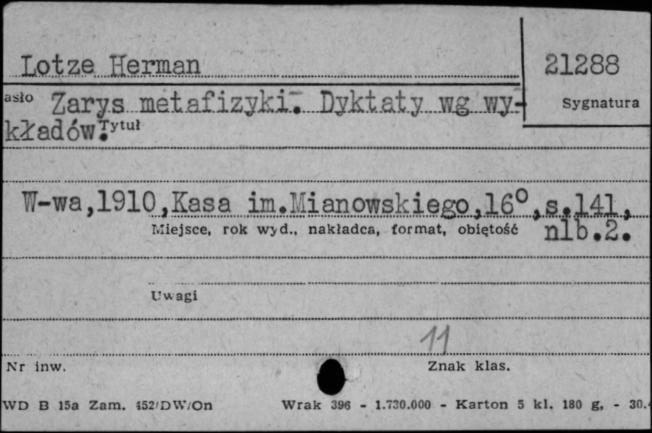 Lotze Herman
21288
asło Zarys metafizyki. Dyktaty wg wy-
Sygnatura
kładów.
Tytuł
W-wa,1910,Kasa im.Mianowskiego,16°,s.141,
Miejsce, rok wyd., nakładca, format, obiętość
nlb.2.
Uwagi
11
Nr inw.
Znak klas.
WD B 15a Zam. 452/DW/On
Wrak 396 - 1.730.000 - Karton 5 kl. 180 g. - 30.